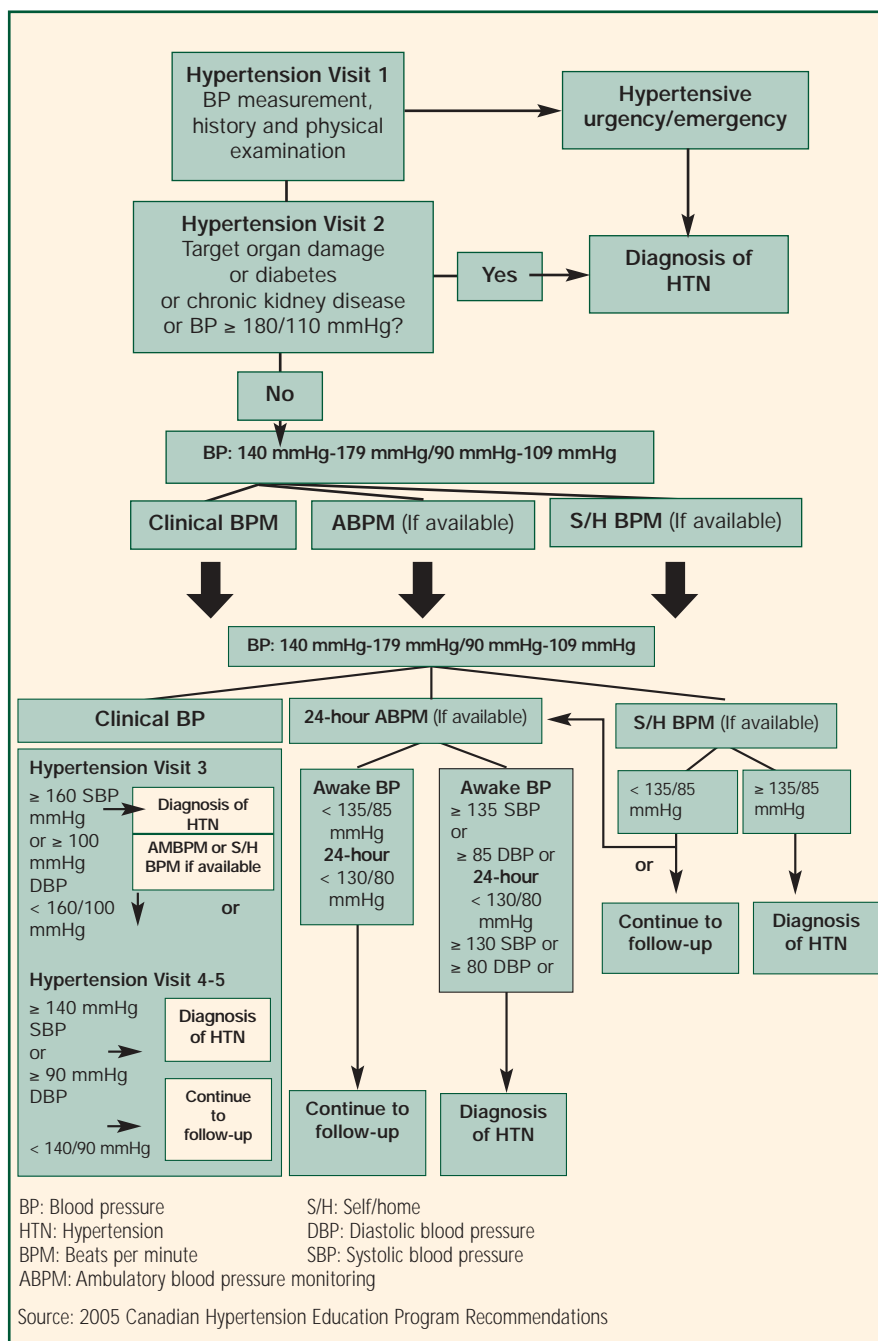 Hypertension Visit 1
BP measurement,
history and physical
examination
Hypertensive
urgency/emergency
Hypertension Visit 2
Target organ damage
or diabetes
or chronic kidney disease
or BP ≥ 180/110 mmHg?
Yes
Diagnosis of
HTN
No
BP: 140 mmHg-179 mmHg/90 mmHg-109 mmHg
Clinical BPM
ABPM (If available)
S/H BPM (If available)
BP: 140 mmHg-179 mmHg/90 mmHg-109 mmHg
Clinical BP
24-hour ABPM (If available)
S/H BPM (If available)
Hypertension Visit 3
≥ 160 SBP
mmHg
or ≥ 100
mmHg
DBP
< 160/100
mmHg
Diagnosis of
HTN
AMBPM or S/H
BPM if available
or
Hypertension Visit 4-5
≥ 140 mmHg
SBP
or
≥ 90 mmHg
DBP
< 140/90 mmHg
Diagnosis
of HTN
Continue
to
follow-up
Awake BP
< 135/85
mmHg
24-hour
< 130/80
mmHg
Continue to
follow-up
Awake BP
≥ 135 SBP
or
≥ 85 DBP or
24-hour
< 130/80
mmHg
≥ 130 SBP or
≥ 80 DBP or
Diagnosis
of HTN
< 135/85
mmHg
≥ 135/85
mmHg
or
Continue to
follow-up
Diagnosis
of HTN
BP: Blood pressure
HTN: Hypertension
BPM: Beats per minute
ABPM: Ambulatory blood pressure monitoring
S/H: Self/home
DBP: Diastolic blood pressure
SBP: Systolic blood pressure
Source: 2005 Canadian Hypertension Education Program Recommendations